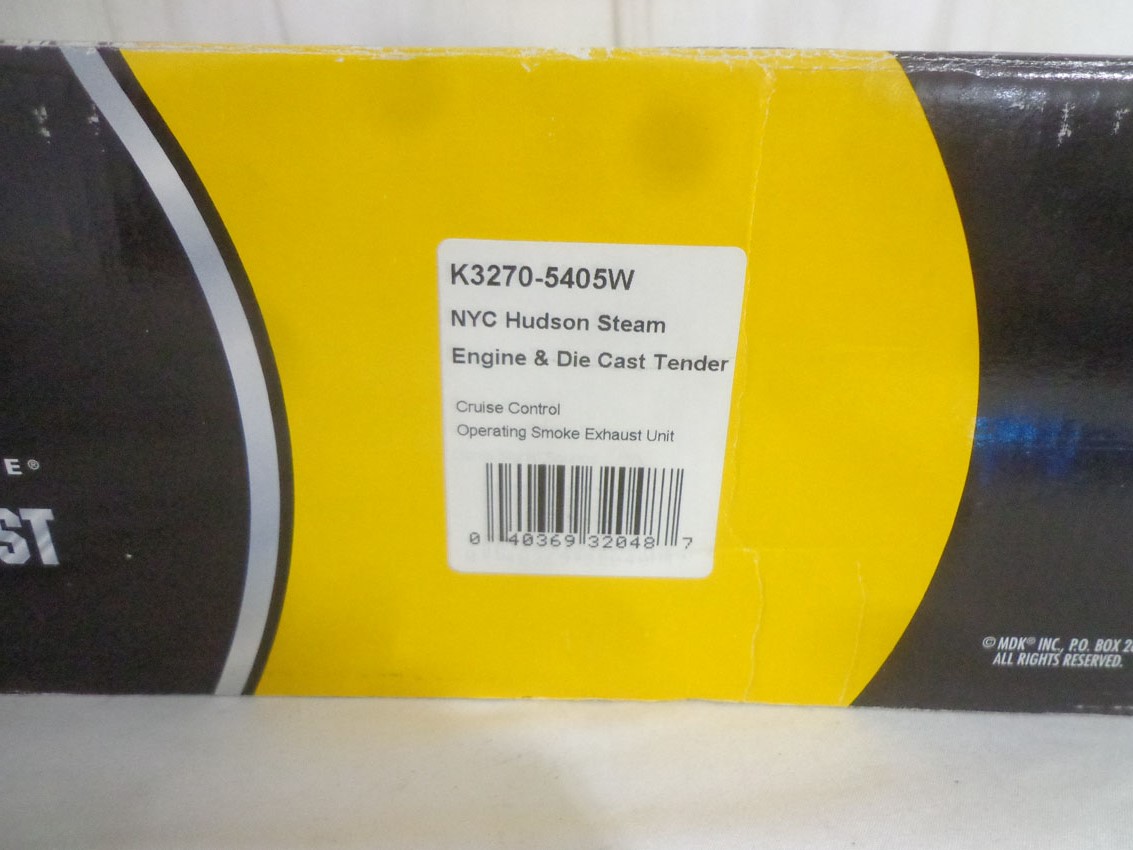 K3270-5405W
NYC Hudson Steam
Engine & Die Cast Tender
Cruise Control
Operating Smoke Exhaust Unit
0 40369 32048 7
E®
ST
© MDK® INC., P.O. BOX
ALL RIGHTS RESERVED.